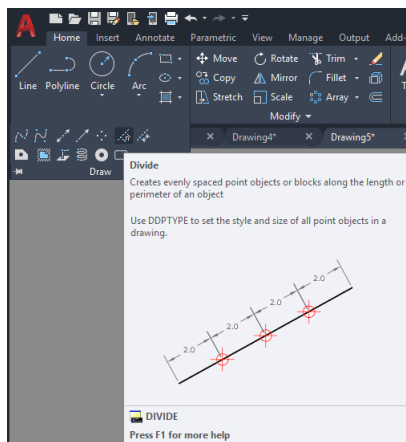 A
Home Insert Annotate Parametric View Manage Output Add-
Line Polyline Circle Arc
Move Rotate Trim
Copy Mirror Fillet
Stretch Scale Array
Modify
Drawing4* Drawing5*
Draw
Divide
Creates evenly spaced point objects or blocks along the length or
perimeter of an object
Use DDPTYPE to set the style and size of all point objects in a
drawing.
2.0
2.0
2.0
2.0
DIVIDE
Press F1 for more help